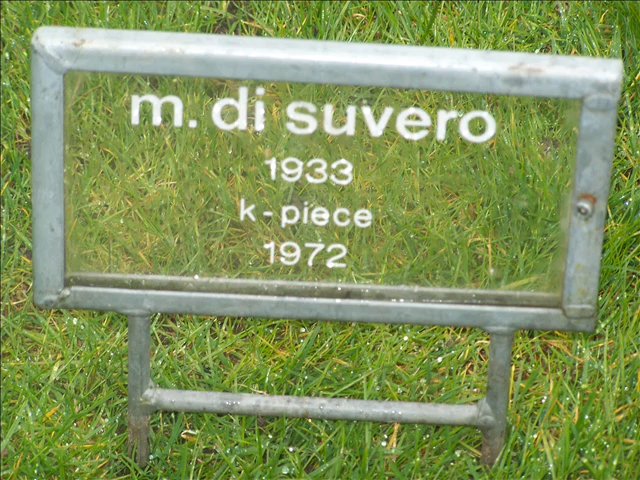 m. di suvero
1933
k - piece
1972